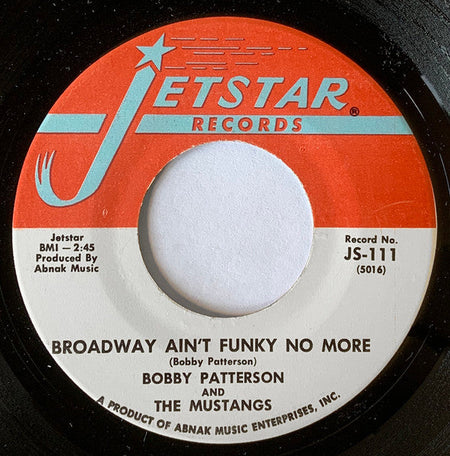 JETSTAR ®
RECORDS
Jetstar
BMI — 2:45
Produced By
Abnak Music
Record No.
JS-111
(5016)
BROADWAY AIN'T FUNKY NO MORE
(Bobby Patterson)
BOBBY PATTERSON
AND
THE MUSTANGS
A PRODUCT OF ABNAK MUSIC ENTERPRISES, INC.